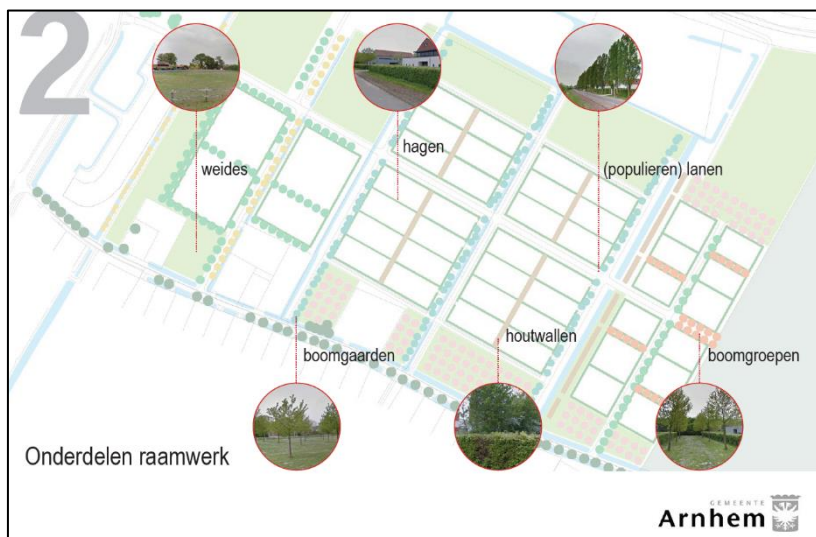 2
weides
hagen
(populieren) lanen
boomgaarden
houtwallen
boomgroepen
Onderdelen raamwerk
GEMEENTE
Arnhem